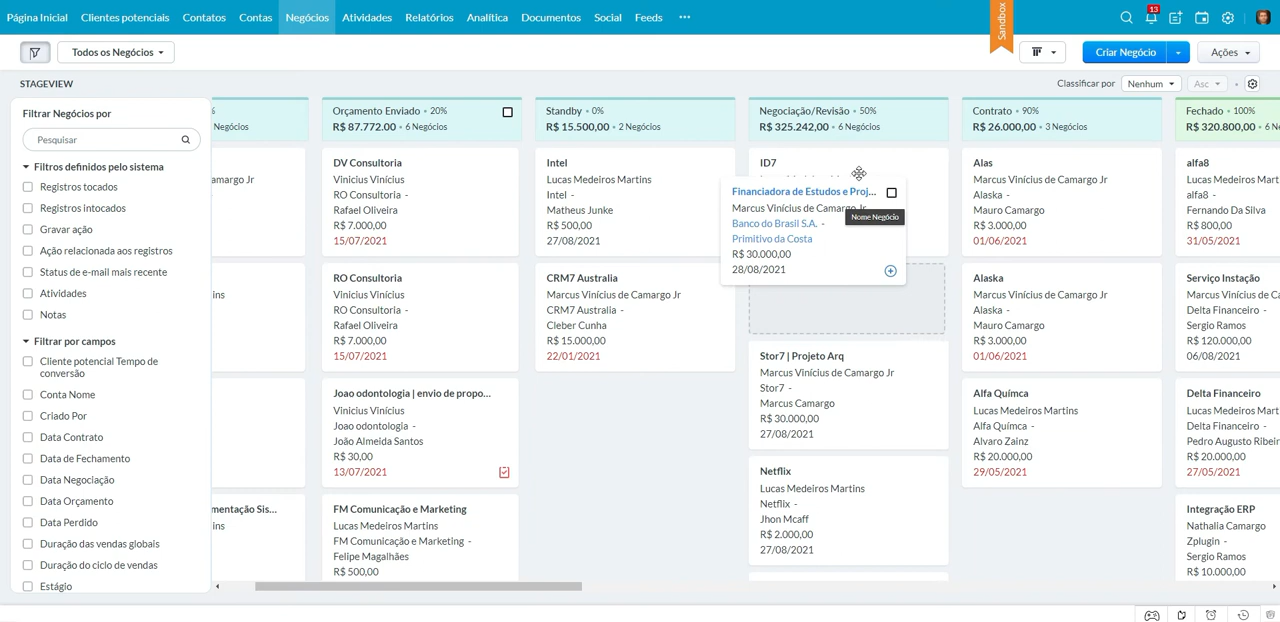 Página Inicial Clientes potenciais Contatos Contas Negócios Atividades Relatórios Analítica Documentos Social Feeds •••
Sandbox
13
Todos os Negócios
Criar Negócio
Ações
STAGEVIEW
Classificar por
Nenhum
Asc
Filtrar Negócios por
Pesquisar
Filtros definidos pelo sistema
Registros tocados
Registros intocados
Gravar ação
Ação relacionada aos registros
Status de e-mail mais recente
Atividades
Notas
Filtrar por campos
Cliente potencial Tempo de
conversão
Conta Nome
Criado Por
Data Contrato
Data de Fechamento
Data Negociação
Data Orçamento
Data Perdido
Duração das vendas globais
Duração do ciclo de vendas
Estágio
%
Negócios
amargo Jr
ins
mentação Sis...
ins
Orçamento Enviado • 20%
R$ 87.772.00 • 6 Negócios
DV Consultoria
Vinicius Vinícius
RO Consultoria -
Rafael Oliveira
R$ 7.000,00
15/07/2021
RO Consultoria
Vinicius Vinícius
RO Consultoria -
Rafael Oliveira
R$ 7.000,00
15/07/2021
Joao odontologia | envio de propo...
Vinicius Vinícius
Joao odontologia -
João Almeida Santos
R$ 30,00
13/07/2021
FM Comunicação e Marketing
Lucas Medeiros Martins
FM Comunicação e Marketing -
Felipe Magalhães
R$ 500,00
Standby • 0%
R$ 15.500,00 • 2 Negócios
Intel
Lucas Medeiros Martins
Intel -
Matheus Junke
R$ 500,00
27/08/2021
CRM7 Australia
Marcus Vinícius de Camargo Jr
CRM7 Australia -
Cleber Cunha
R$ 15.000,00
22/01/2021
Negociação/Revisão • 50%
R$ 325.242,00 • 6 Negócios
ID7
Financiadora de Estudos e Proj...
Marcus Vinícius de Camargo Jr
Nome Negócio
Banco do Brasil S.A. -
Primitivo da Costa
R$ 30.000,00
28/08/2021
Stor7 | Projeto Arq
Marcus Vinícius de Camargo Jr
Stor7 -
Marcus Camargo
R$ 30.000,00
27/08/2021
Netflix
Lucas Medeiros Martins
Netflix -
Jhon Mcaff
R$ 2.000,00
27/08/2021
Contrato • 90%
R$ 26.000,00 • 3 Negócios
Alas
Marcus Vinícius de Camargo Jr
Alaska -
Mauro Camargo
R$ 3.000,00
01/06/2021
Alaska
Marcus Vinícius de Camargo Jr
Alaska -
Mauro Camargo
R$ 3.000,00
01/06/2021
Alfa Químca
Lucas Medeiros Martins
Alfa Químca -
Alvaro Zainz
R$ 20.000,00
29/05/2021
Fechado • 100%
R$ 320.800,00 • 6 N
alfa8
Lucas Medeiros Mart
alfa8 -
Fernando Da Silva
R$ 800,00
31/05/2021
Serviço Instação
Marcus Vinícius de Ca
Delta Financeiro -
Sergio Ramos
R$ 120.000,00
06/08/2021
Delta Financeiro
Lucas Medeiros Mart
Delta Financeiro -
Pedro Augusto Ribeir
R$ 20.000,00
27/05/2021
Integração ERP
Nathalia Camargo
Zplugin -
Sergio Ramos
R$ 10.000,00